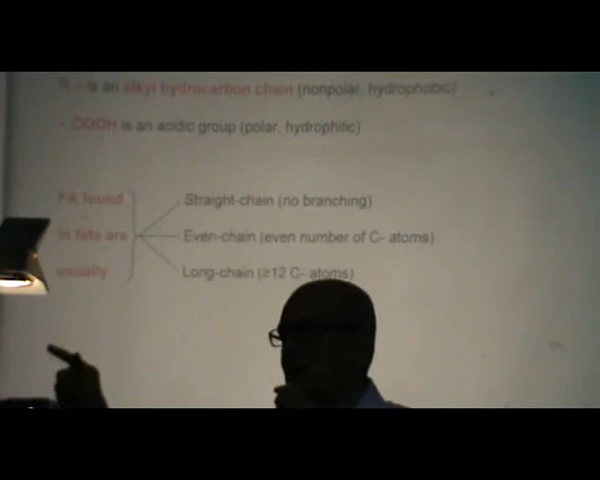 R – is an alkyl hydrocarbon chain (nonpolar, hydrophobic)
- COOH is an acidic group (polar, hydrophilic)
FA found
in fats are
usually
Straight-chain (no branching)
Even-chain (even number of C- atoms)
Long-chain (≥12 C- atoms)